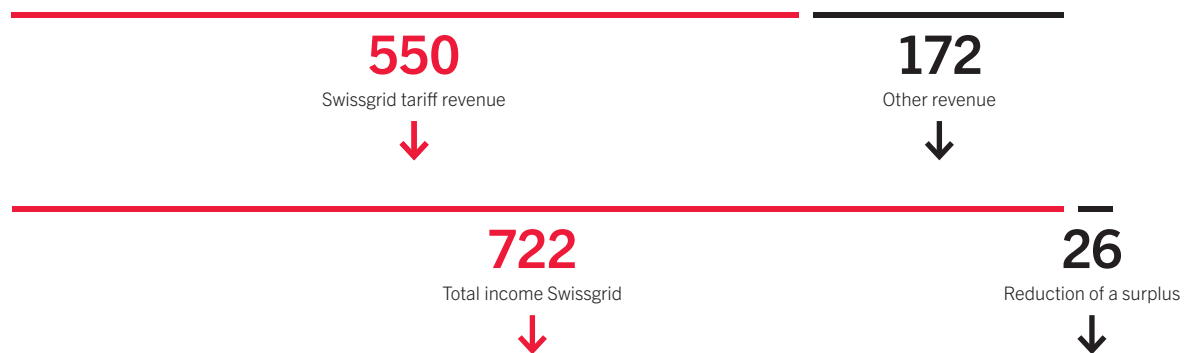 550 172
Swissgrid tariff revenue Other revenue
722 26
Total income Swissgrid Reduction of a surplus